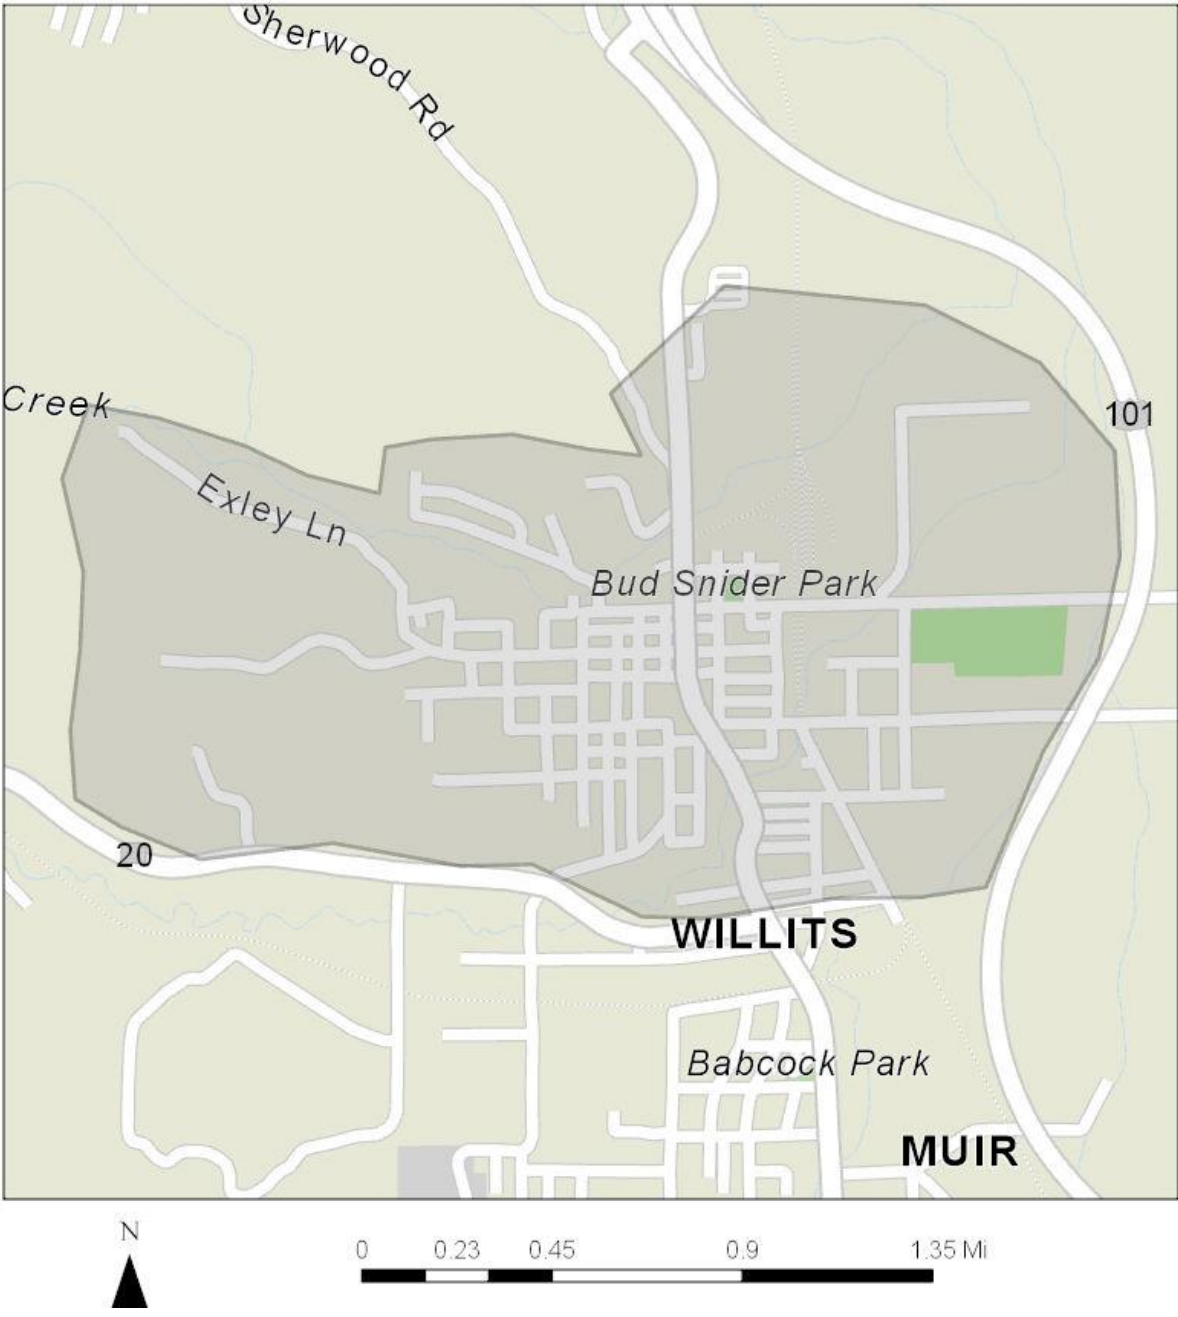 Sherwood Rd
Creek
101
Exley Ln
Bud Snider Park
20
WILLITS
Babcock Park
MUIR
N
0 0.23 0.45 0.9 1.35 Mi